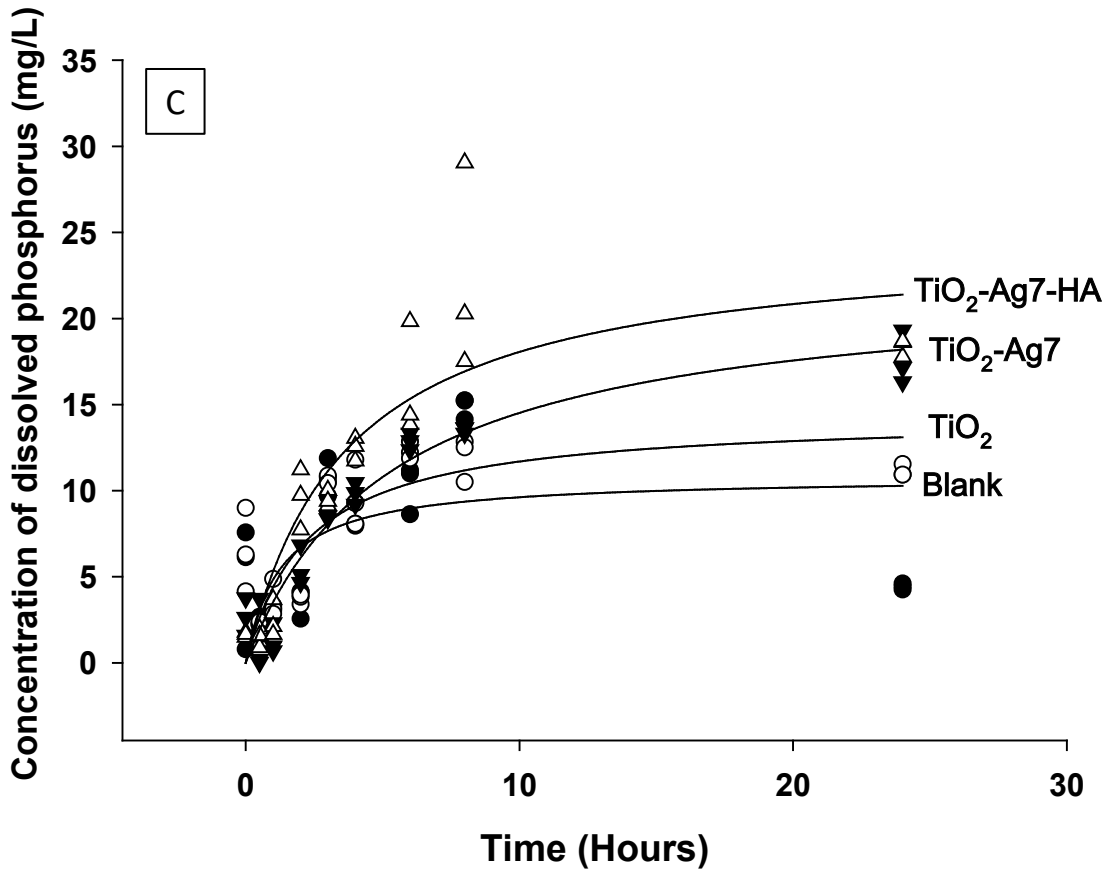 Concentration of dissolved phosphorus (mg/L)
35
30
25
20
15
10
5
0
C
TiO2-Ag7-HA
TiO2-Ag7
TiO2
Blank
0
10
20
30
Time (Hours)